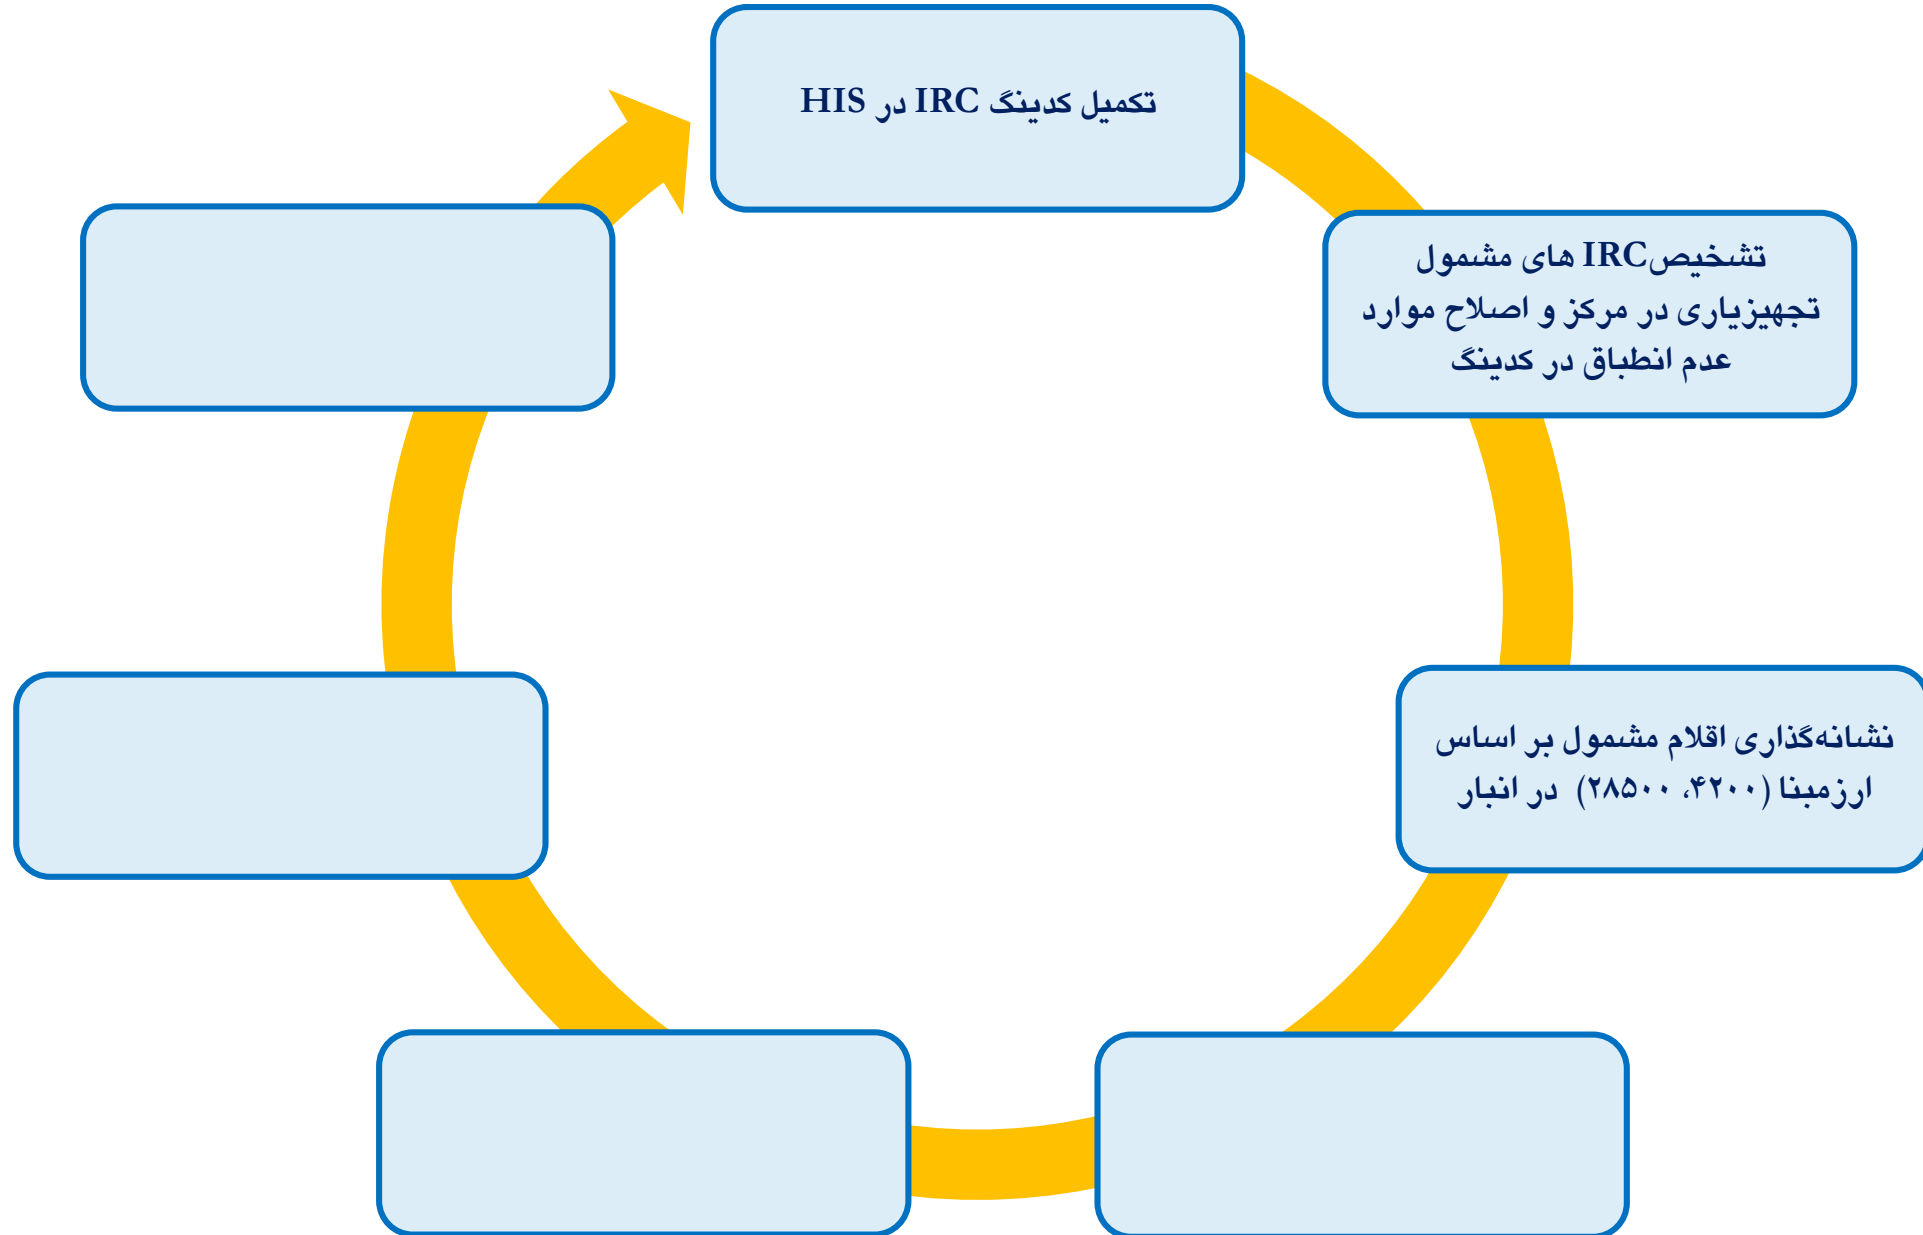 تکمیل کدینگ IRC در HIS
تشخیصIRC های مشمول
تجهیزیاری در مرکز و اصلاح موارد
عدم انطباق در کدینگ
نشانه‌گذاری اقلام مشمول بر اساس
ارزمبنا (۴۲۰۰، ۲۸۵۰۰) در انبار